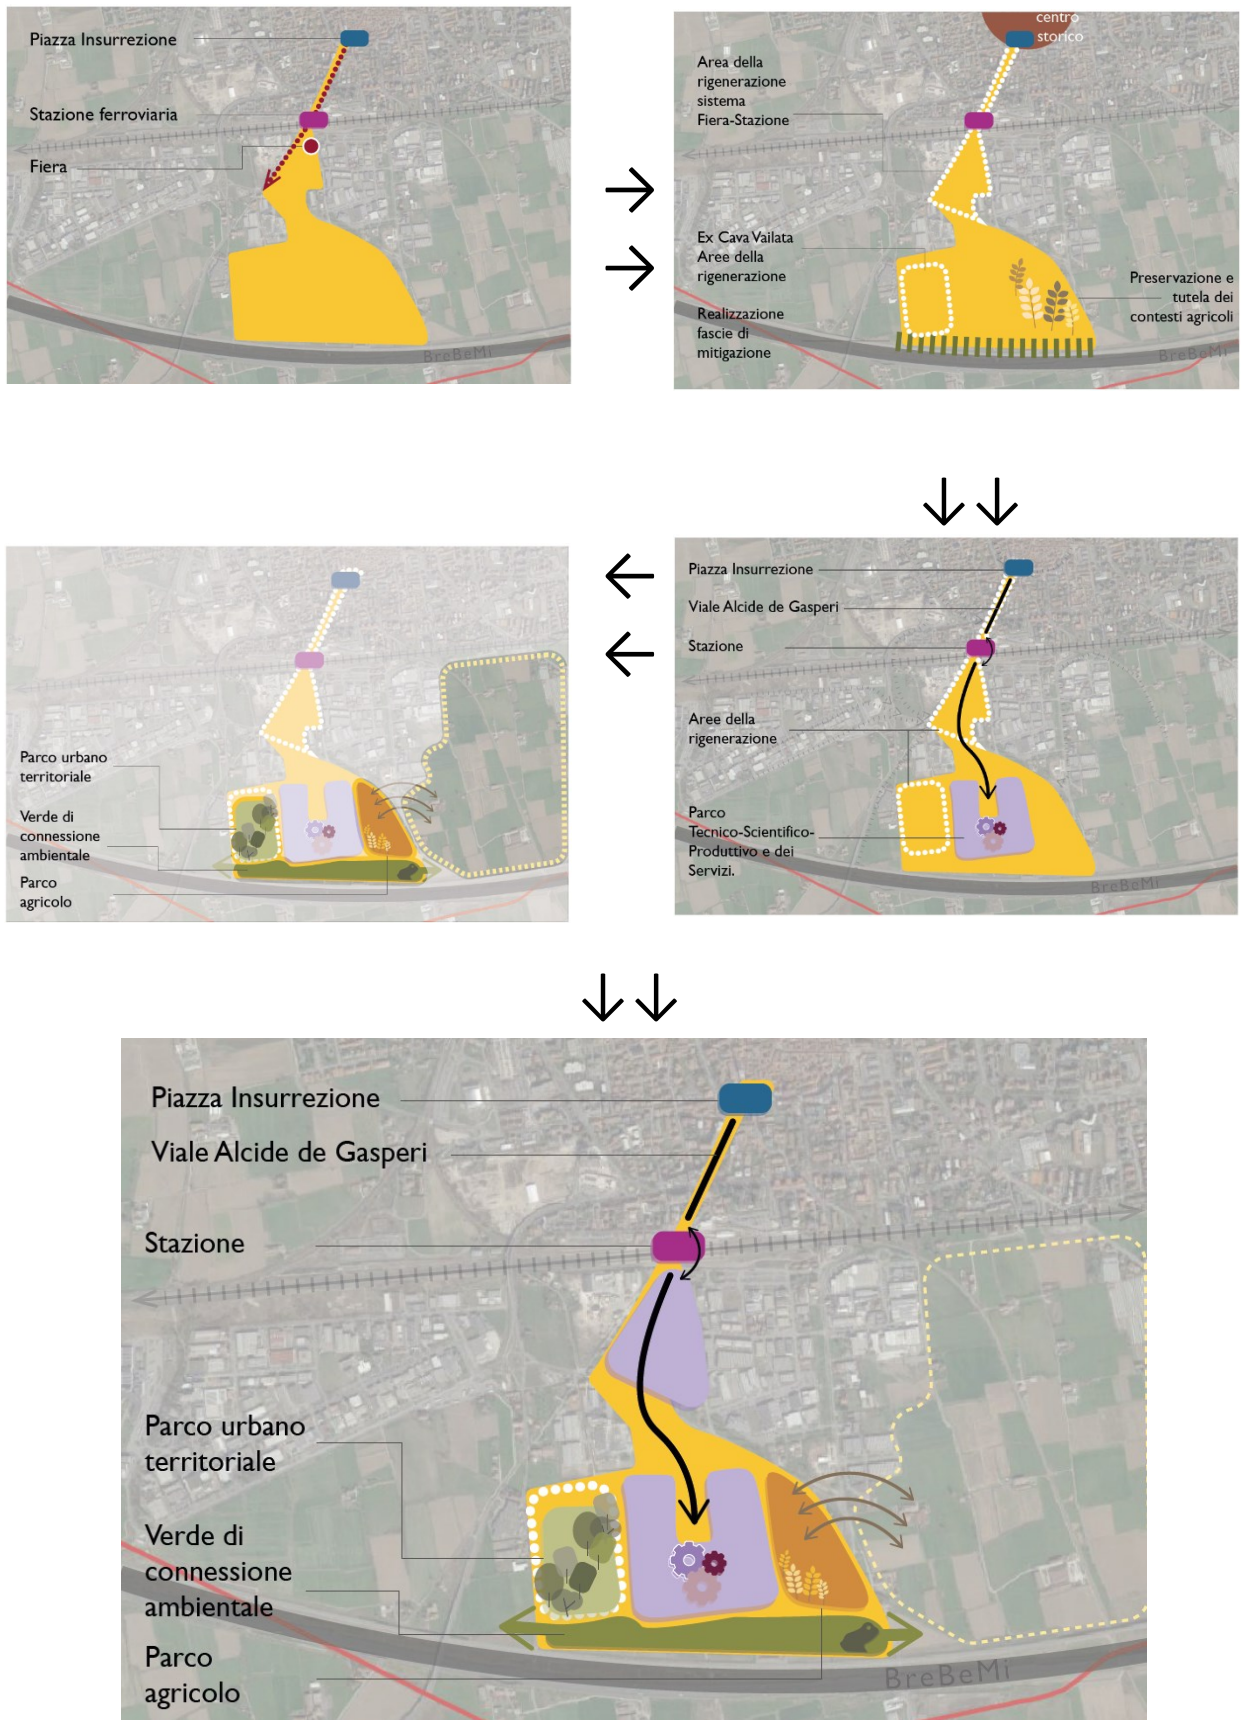 Piazza Insurrezione
Stazione ferroviaria
Fiera
BreBeMi
centro
storico
Area della
rigenerazione
sistema
Fiera-Stazione
Ex Cava Vailata
Aree della
rigenerazione
Realizzazione
fascie di
mitigazione
Preservazione e
tutela dei
contesti agricoli
BreBeMi
Parco urbano
territoriale
Verde di
connessione
ambientale
Parco
agricolo
Piazza Insurrezione
Viale Alcide de Gasperi
Stazione
Aree della
rigenerazione
Parco
Tecnico-Scientifico-
Produttivo e dei
Servizi.
BreBeMi
Piazza Insurrezione
Viale Alcide de Gasperi
Stazione
Parco urbano
territoriale
Verde di
connessione
ambientale
Parco
agricolo
BreBeMi